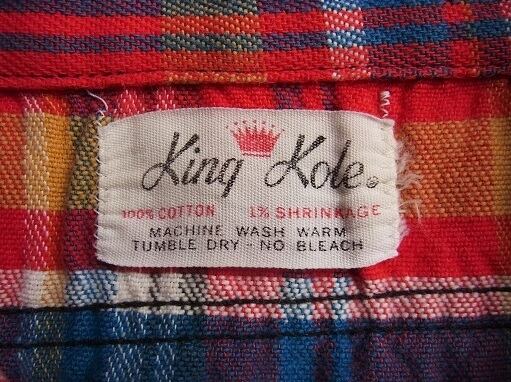 King Kole®
100% COTTON 1% SHRINKAGE
MACHINE WASH WARM
TUMBLE DRY - NO BLEACH